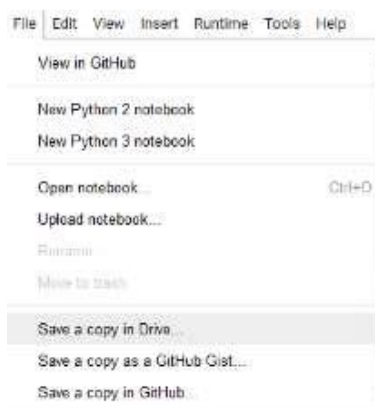 File Edit View Insert Runtime Tools Help
View in GitHub
New Python 2 notebook
New Python 3 notebook
Open notebook... Ctrl+O
Upload notebook...
Rename...
Move to trash
Save a copy in Drive...
Save a copy as a GitHub Gist...
Save a copy in GitHub...